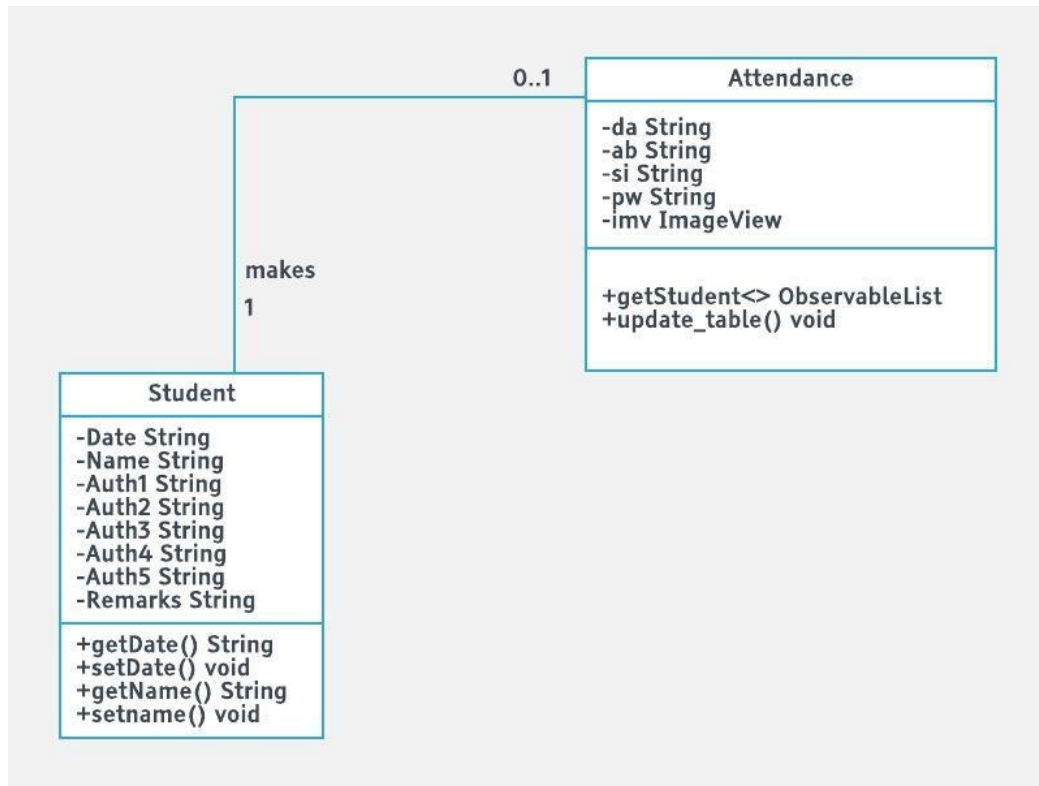 0..1
Attendance
-da String
-ab String
-si String
-pw String
-imv ImageView
+getStudent<> ObservableList
+update_table() void
makes
1
Student
-Date String
-Name String
-Auth1 String
-Auth2 String
-Auth3 String
-Auth4 String
-Auth5 String
-Remarks String
+getDate() String
+setDate() void
+getName() String
+setname() void